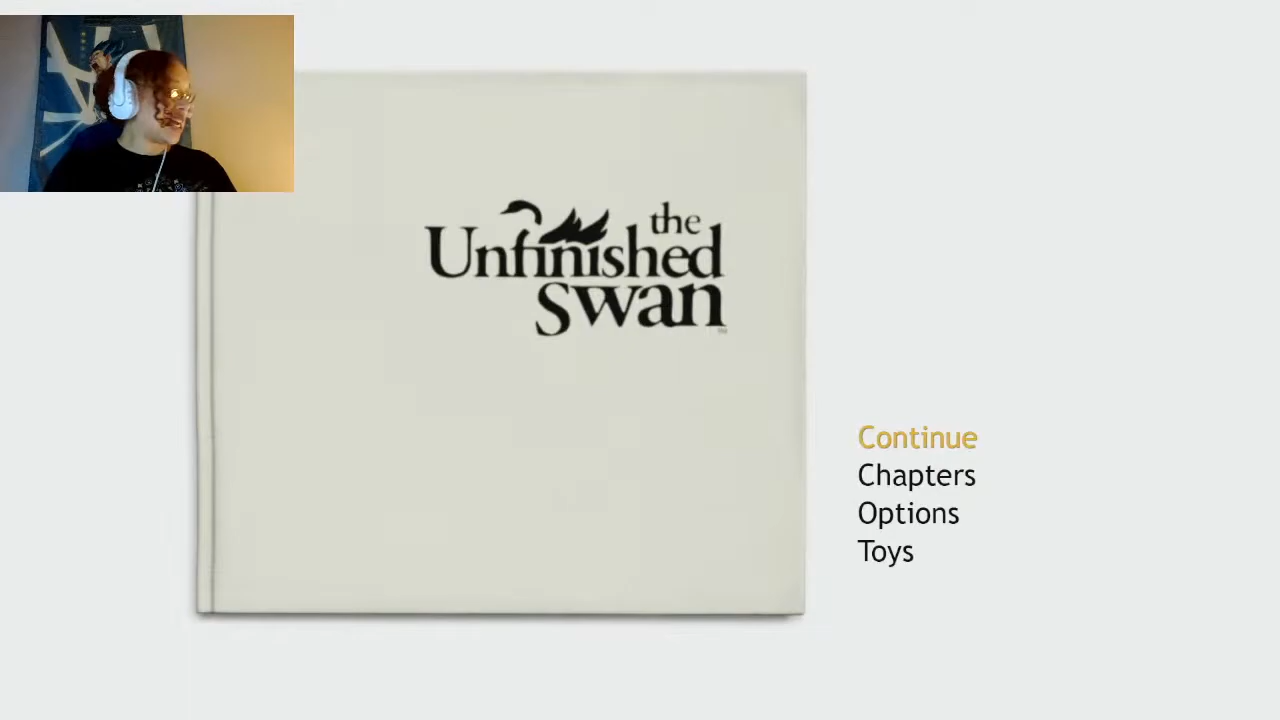 the
Unfinished
swan
Continue
Chapters
Options
Toys